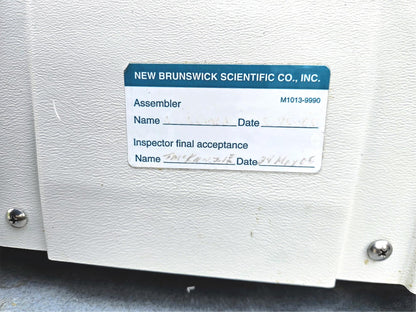 NEW BRUNSWICK SCIENTIFIC CO., INC.
M1013-9990
Assembler
Name Date
Inspector final acceptance
Name Date